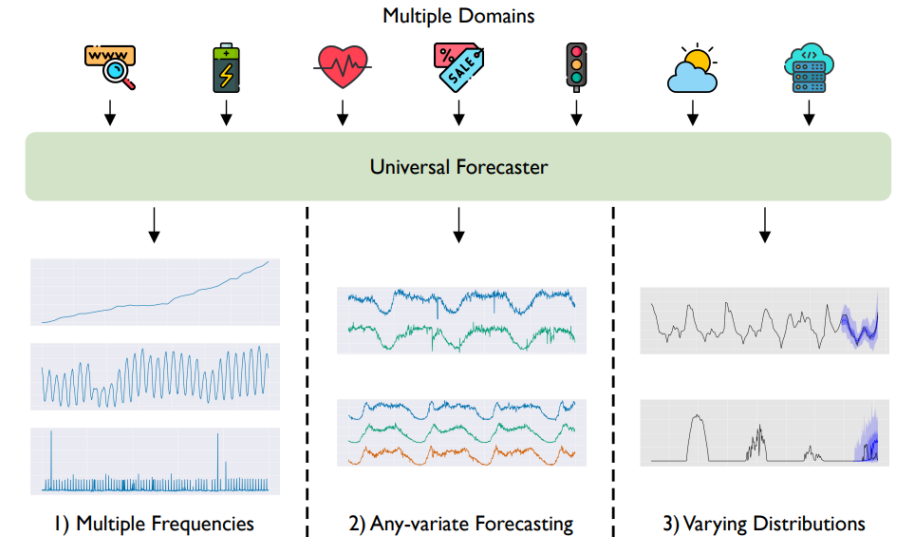 Multiple Domains
www
%
SALE
</>
Universal Forecaster
1) Multiple Frequencies
2) Any-variate Forecasting
3) Varying Distributions